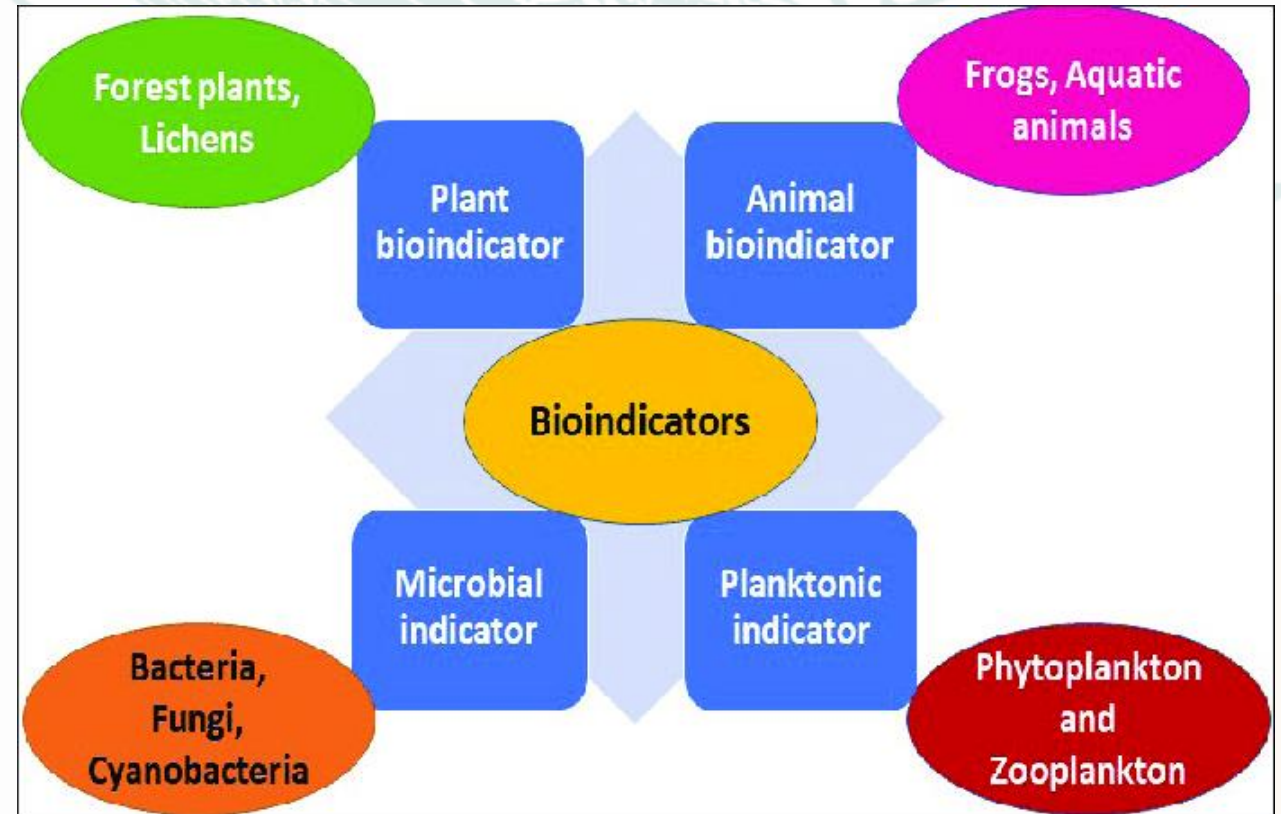 Forest plants,
Lichens
Frogs, Aquatic
animals
Plant
bioindicator
Animal
bioindicator
Bioindicators
Microbial
indicator
Planktonic
indicator
Bacteria,
Fungi,
Cyanobacteria
Phytoplankton
and
Zooplankton